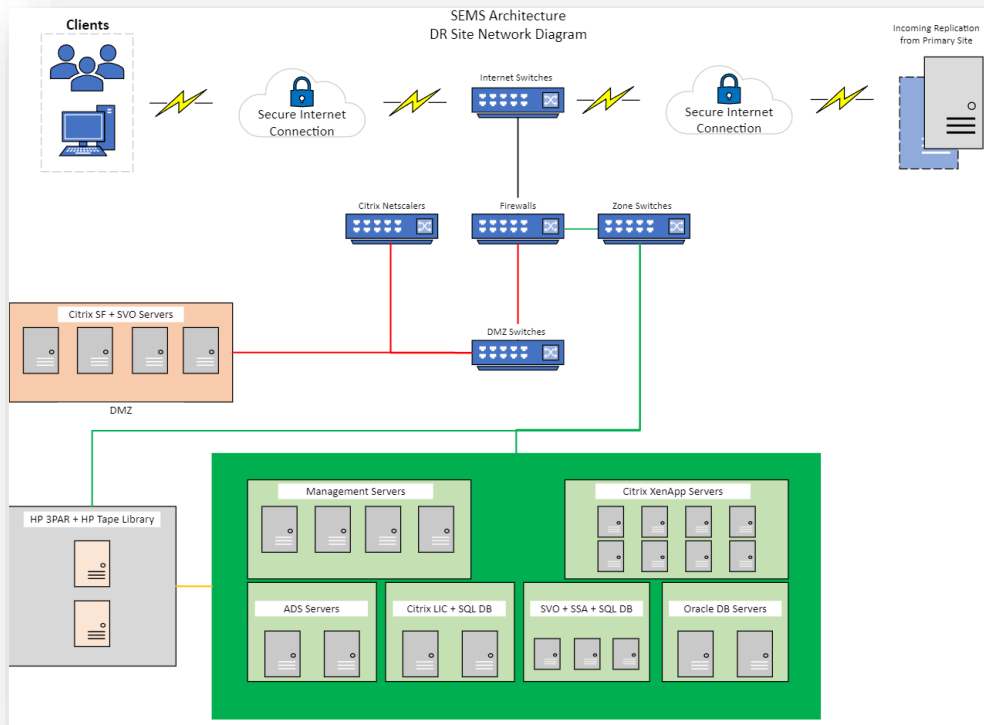 SEMS Architecture
DR Site Network Diagram
Clients
Incoming Replication
from Primary Site
Internet Switches
Secure Internet
Connection
Secure Internet
Connection
Citrix Netscalers
Firewalls
Zone Switches
Citrix SF + SVO Servers
DMZ Switches
DMZ
Management Servers
Citrix XenApp Servers
HP 3PAR + HP Tape Library
ADS Servers
Citrix LIC + SQL DB
SVO + SSA + SQL DB
Oracle DB Servers